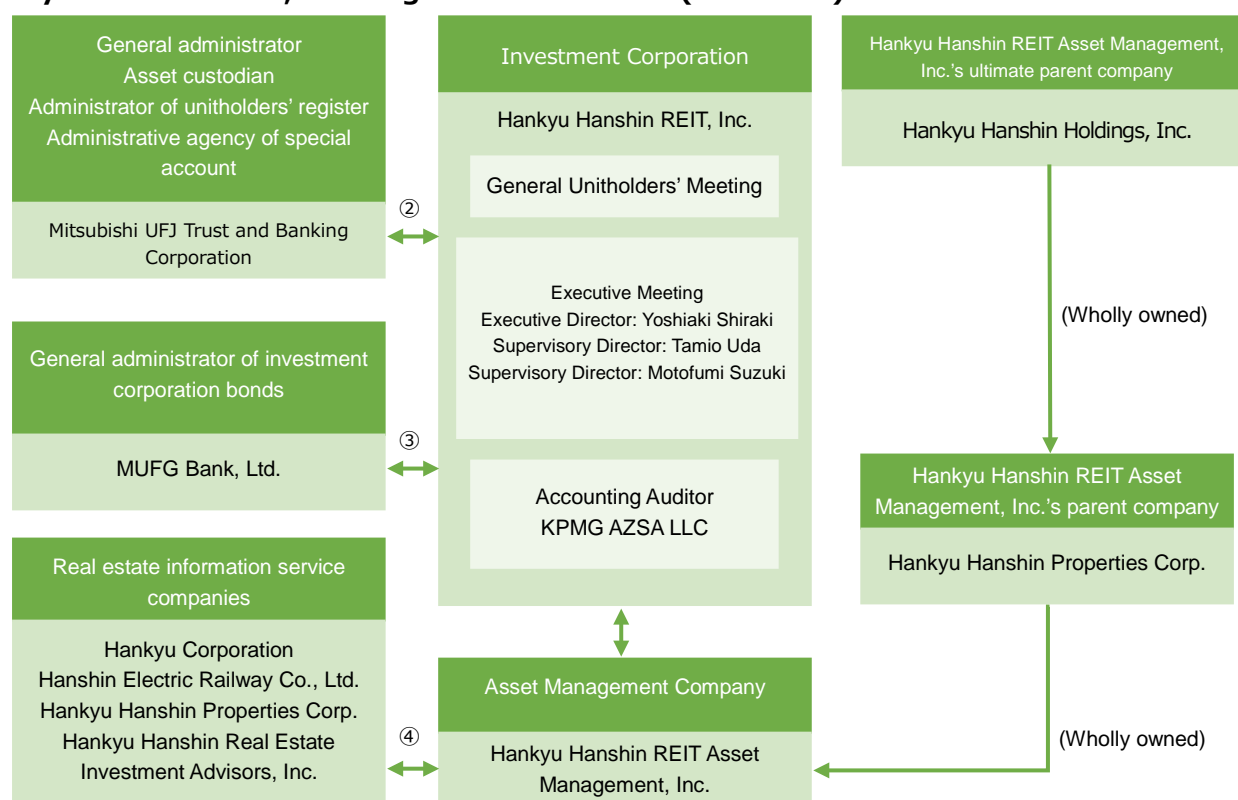 General administrator
Asset custodian
Administrator of unitholders’ register
Administrative agency of special
account
Mitsubishi UFJ Trust and Banking
Corporation
②
General administrator of investment
corporation bonds
MUFG Bank, Ltd.
③
Real estate information service
companies
Hankyu Corporation
Hanshin Electric Railway Co., Ltd.
Hankyu Hanshin Properties Corp.
Hankyu Hanshin Real Estate
Investment Advisors, Inc.
④
Investment Corporation
Hankyu Hanshin REIT, Inc.
General Unitholders’ Meeting
Executive Meeting
Executive Director: Yoshiaki Shiraki
Supervisory Director: Tamio Uda
Supervisory Director: Motofumi Suzuki
Accounting Auditor
KPMG AZSA LLC
Asset Management Company
Hankyu Hanshin REIT Asset
Management, Inc.
Hankyu Hanshin REIT Asset Management,
Inc.’s ultimate parent company
Hankyu Hanshin Holdings, Inc.
(Wholly owned)
Hankyu Hanshin REIT Asset
Management, Inc.’s parent company
Hankyu Hanshin Properties Corp.
(Wholly owned)